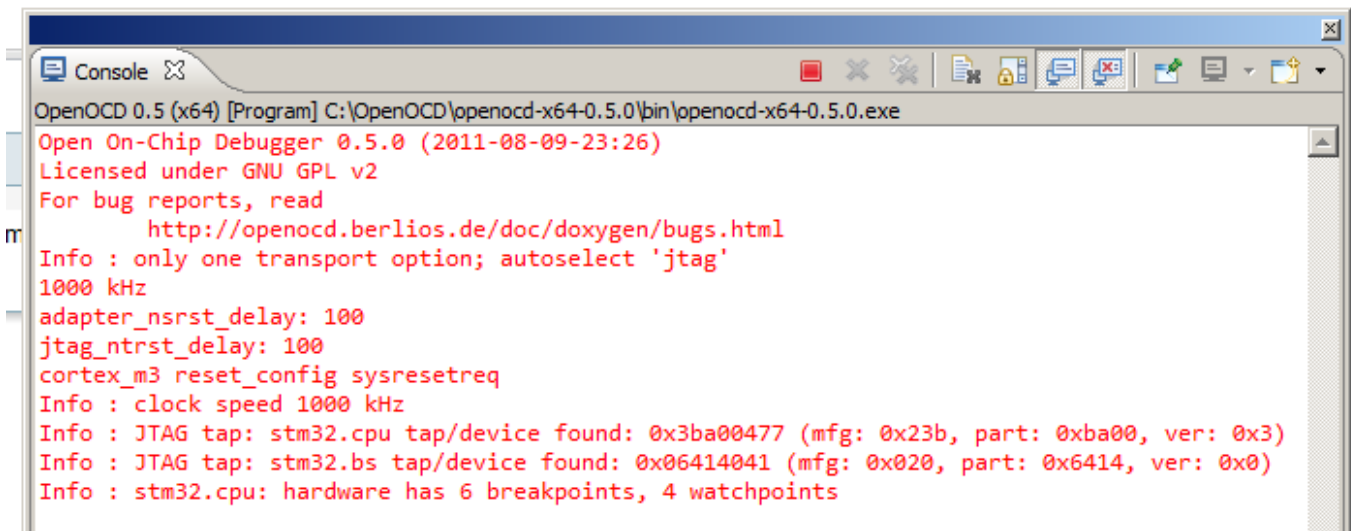 Console
OpenOCD 0.5 (x64) [Program] C:\OpenOCD\openocd-x64-0.5.0\bin\openocd-x64-0.5.0.exe
Open On-Chip Debugger 0.5.0 (2011-08-09-23:26)
Licensed under GNU GPL v2
For bug reports, read
        http://openocd.berlios.de/doc/doxygen/bugs.html
Info : only one transport option; autoselect 'jtag'
1000 kHz
adapter_nsrst_delay: 100
jtag_ntrst_delay: 100
cortex_m3 reset_config sysresetreq
Info : clock speed 1000 kHz
Info : JTAG tap: stm32.cpu tap/device found: 0x3ba00477 (mfg: 0x23b, part: 0xba00, ver: 0x3)
Info : JTAG tap: stm32.bs tap/device found: 0x06414041 (mfg: 0x020, part: 0x6414, ver: 0x0)
Info : stm32.cpu: hardware has 6 breakpoints, 4 watchpoints